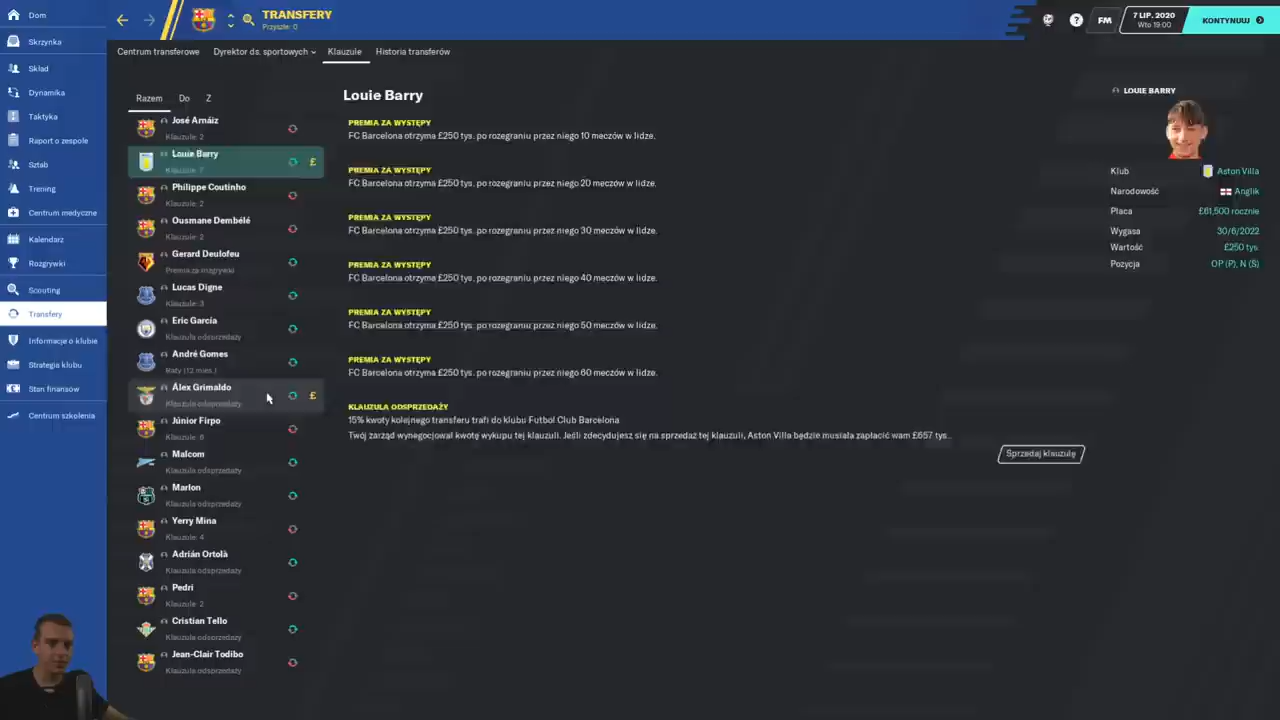 Dom
Skrzynka
Skład
Dynamika
Taktyka
Raport o zespole
Sztab
Trening
Centrum medyczne
Kalendarz
Rozgrywki
Scouting
Transfery
Informacje o klubie
Strategia klubu
Stan finansów
Centrum szkolenia
TRANSFERY
Przyszłe: 0
FM
7 LIP. 2020
Wto 19:00
KONTYNUUJ
Centrum transferowe
Dyrektor ds. sportowych
Klauzule
Historia transferów
Razem
Do
Z
José Arnáiz
Klauzule: 2
Louie Barry
Klauzule: 7
£
Philippe Coutinho
Klauzule: 2
Ousmane Dembélé
Klauzule: 2
Gerard Deulofeu
Premia za rozgrywki
Lucas Digne
Klauzule: 3
Eric García
Klauzula odsprzedaży
André Gomes
Raty (12 mies.)
Álex Grimaldo
Klauzula odsprzedaży
£
Júnior Firpo
Klauzule: 6
Malcom
Klauzula odsprzedaży
Marlon
Klauzula odsprzedaży
Yerry Mina
Klauzule: 4
Adrián Ortolà
Klauzula odsprzedaży
Pedri
Klauzule: 2
Cristian Tello
Klauzula odsprzedaży
Jean-Clair Todibo
Klauzula odsprzedaży
Louie Barry
PREMIA ZA WYSTĘPY
FC Barcelona otrzyma £250 tys. po rozegraniu przez niego 10 meczów w lidze.
PREMIA ZA WYSTĘPY
FC Barcelona otrzyma £250 tys. po rozegraniu przez niego 20 meczów w lidze.
PREMIA ZA WYSTĘPY
FC Barcelona otrzyma £250 tys. po rozegraniu przez niego 30 meczów w lidze.
PREMIA ZA WYSTĘPY
FC Barcelona otrzyma £250 tys. po rozegraniu przez niego 40 meczów w lidze.
PREMIA ZA WYSTĘPY
FC Barcelona otrzyma £250 tys. po rozegraniu przez niego 50 meczów w lidze.
PREMIA ZA WYSTĘPY
FC Barcelona otrzyma £250 tys. po rozegraniu przez niego 60 meczów w lidze.
KLAUZULA ODSPRZEDAŻY
15% kwoty kolejnego transferu trafi do klubu Futbol Club Barcelona
Twój zarząd wynegocjował kwotę wykupu tej klauzuli. Jeśli zdecydujesz się na sprzedaż tej klauzuli, Aston Villa będzie musiała zapłacić wam £657 tys..
Sprzedaj klauzulę
LOUIE BARRY
Klub Aston Villa
Narodowość Anglik
Płaca £61,500 rocznie
Wygasa 30/6/2022
Wartość £250 tys.
Pozycja OP (P), N (Ś)